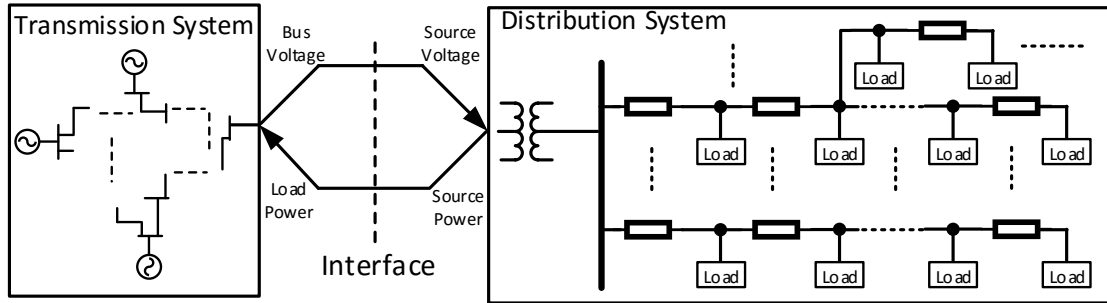 Transmission System
Bus
Voltage
Source
Voltage
Load
Power
Source
Power
Interface
Distribution System
Load
Load
Load
Load
Load
Load
Load
Load
Load
Load